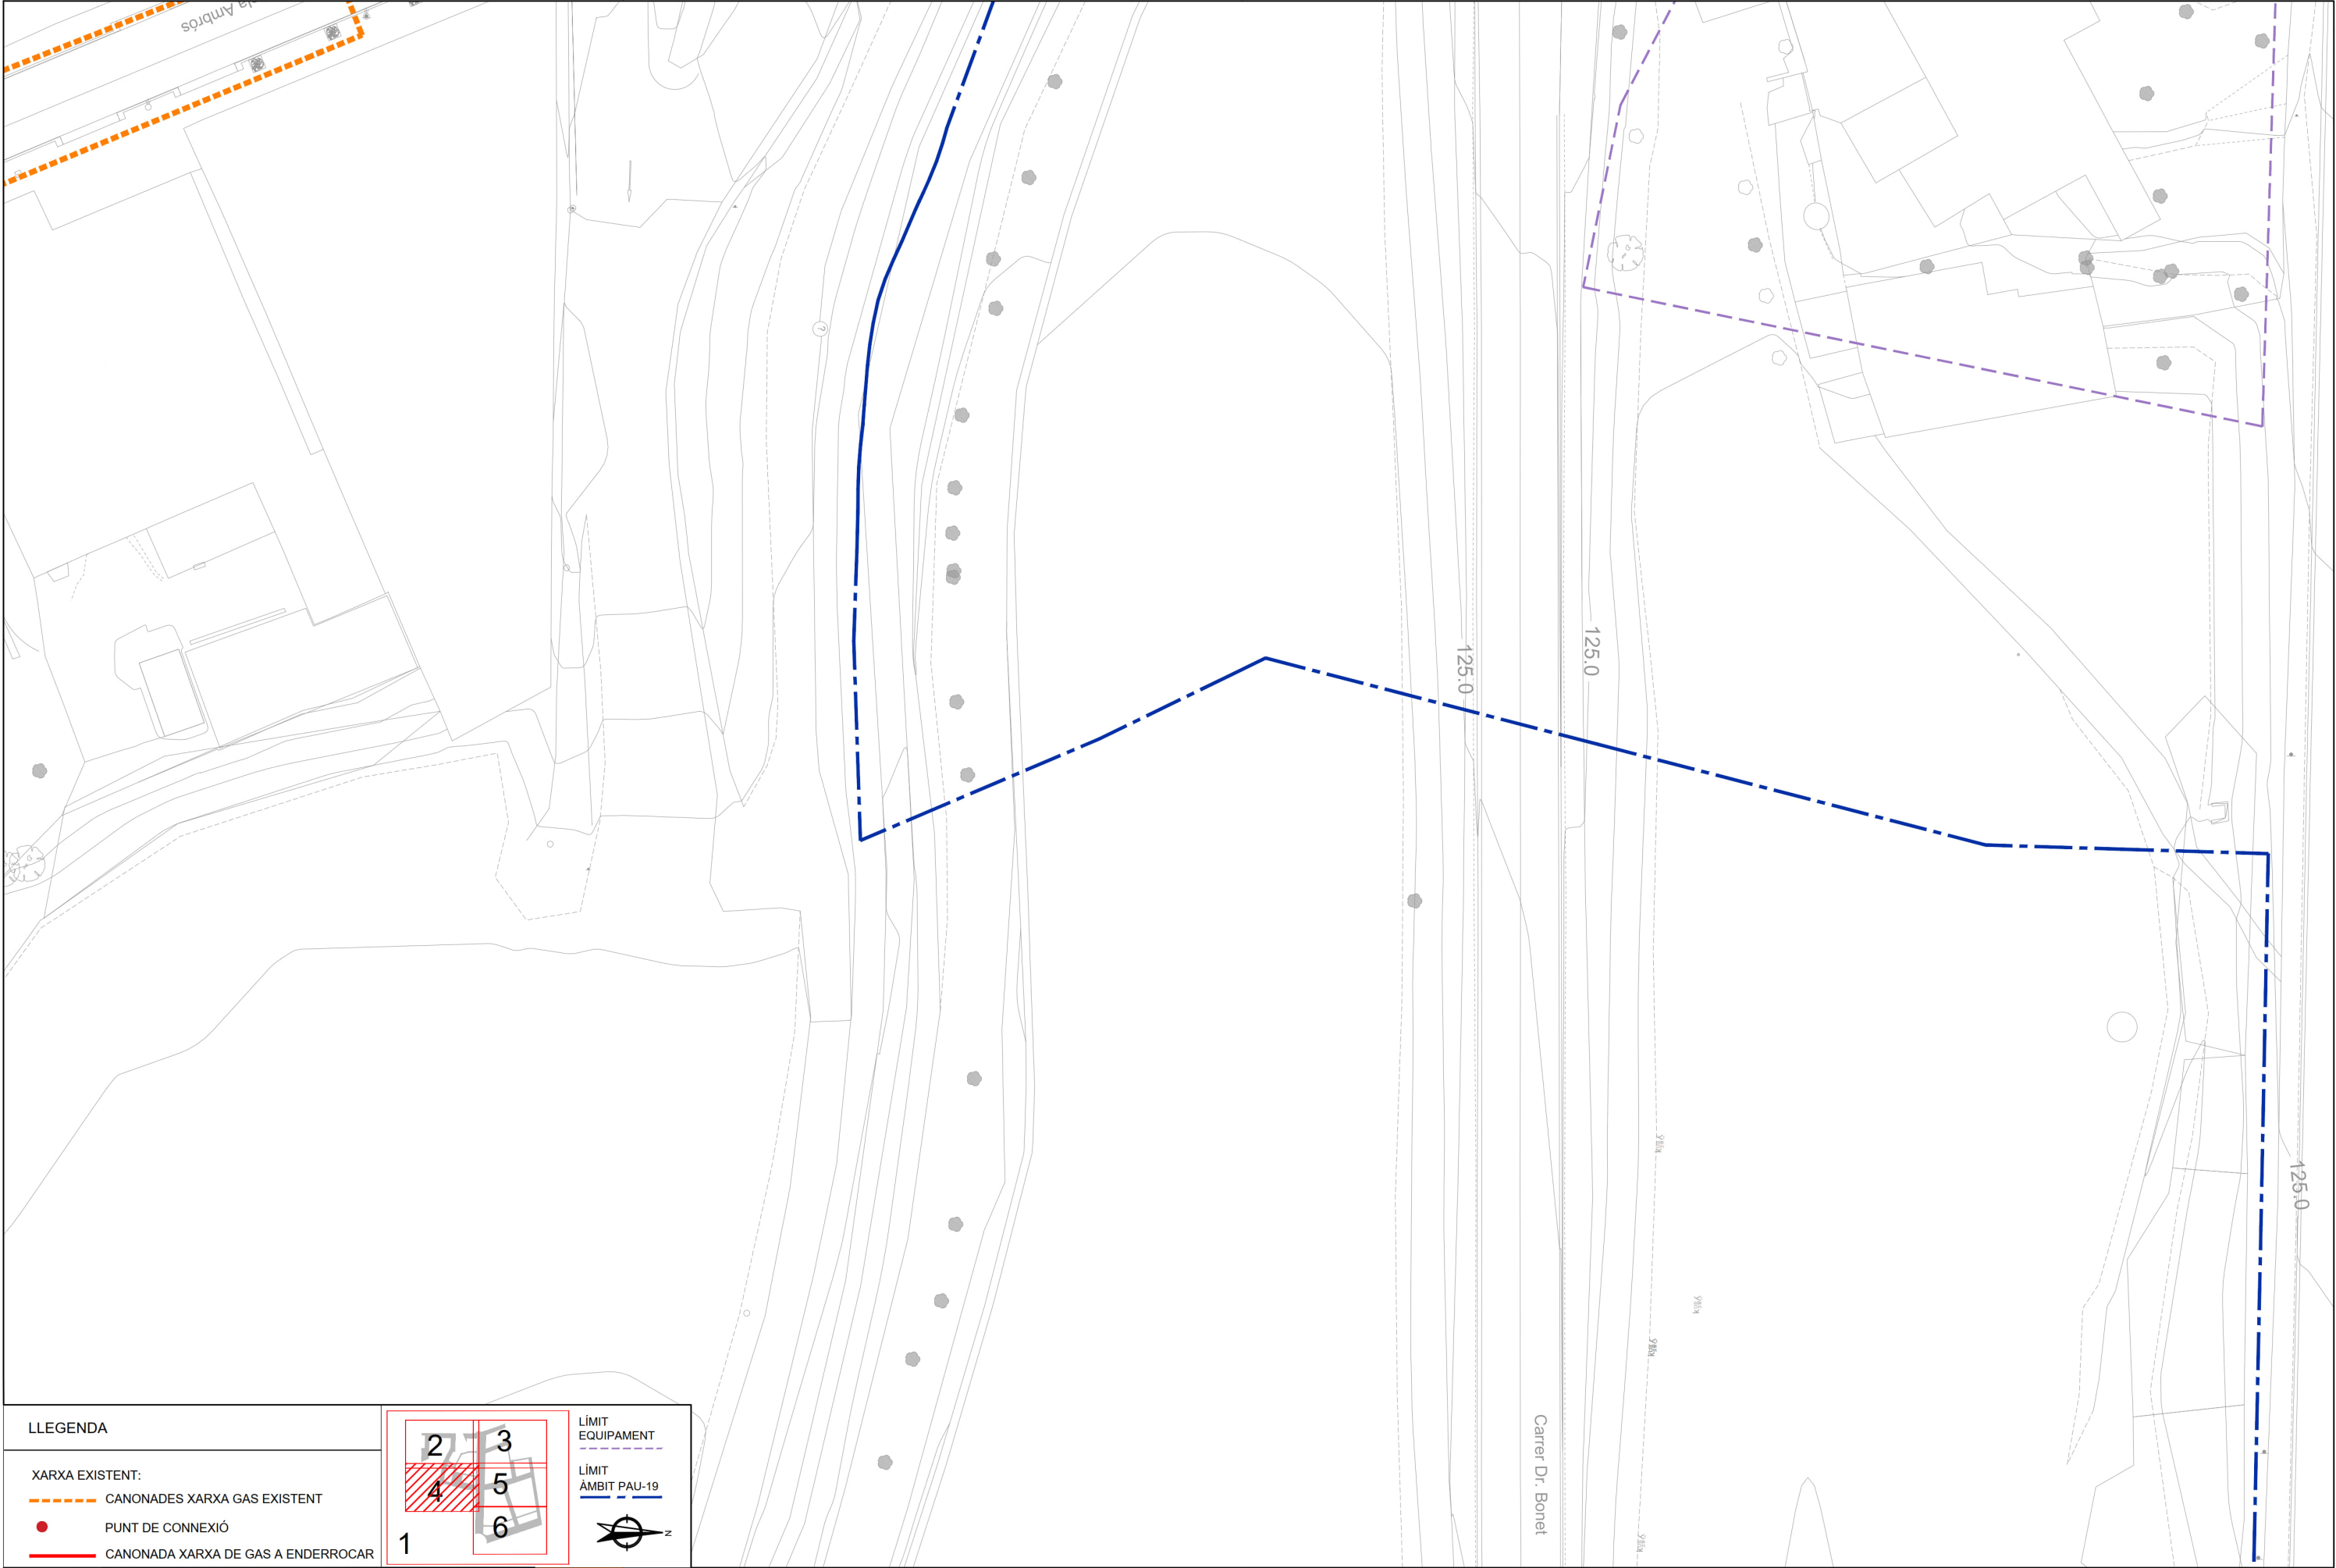 la Ambrós
?
125.0
125.0
125.0
Carrer Dr. Bonet
LLEGENDA
XARXA EXISTENT:
CANONADES XARXA GAS EXISTENT
PUNT DE CONNEXIÓ
CANONADA XARXA DE GAS A ENDERROCAR
2
3
4
5
6
1
LÍMIT
EQUIPAMENT
LÍMIT
ÀMBIT PAU-19
N